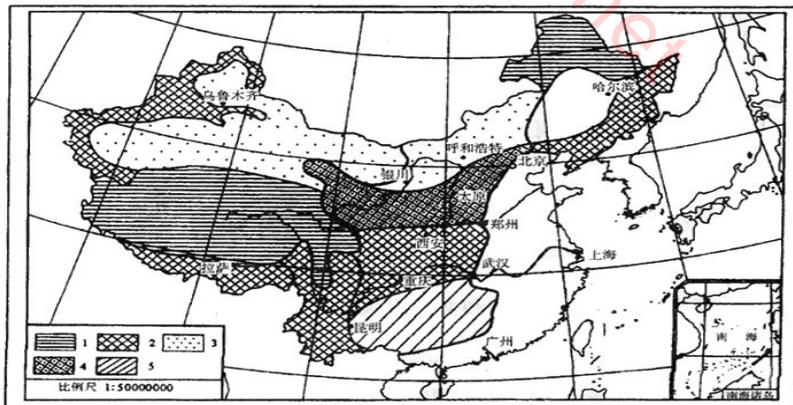 net
乌鲁木齐
哈尔滨
呼和浩特
北京
银川
太原
郑州
西安
上海
武汉
拉萨
重庆
昆明
广州
1
2
3
4
5
比例尺 1:50000000
南海
南海诸岛